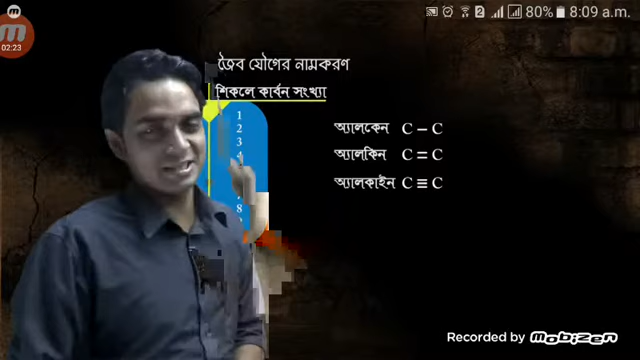 80% 8:09 a.m.
02:23
জৈব যৌগের নামকরণ
শিকলে কার্বন সংখ্যা
1
2
3
4
8
অ্যালকেন C – C
অ্যালকিন C = C
অ্যালকাইন C ≡ C
Recorded by mobizen